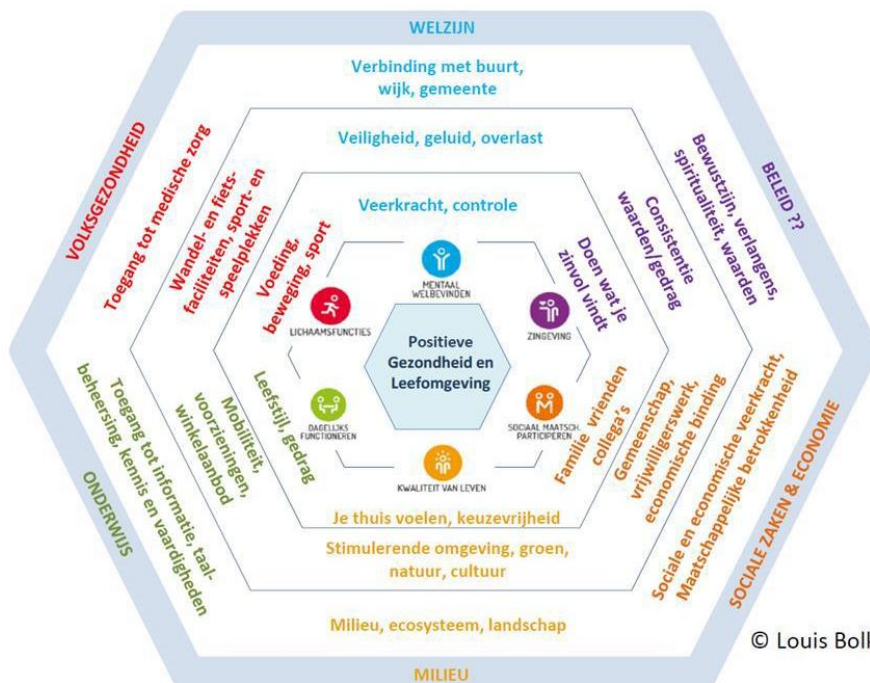 WELZIJN
Verbinding met buurt,
wijk, gemeente
Veiligheid, geluid, overlast
Veerkracht, controle
MENTAAL
WELBEVINDEN
VOLKSGEZONDHEID
Toegang tot medische zorg
Wandel- en fiets-
faciliteiten, sport- en
speelplekken
Voeding,
beweging, sport
LICHAAMSFUNCTIES
BELEID ??
Bewustzijn, verlangens,
spiritualiteit, waarden
Consistentie
waarden/gedrag
Doen wat je
zinvol vindt
ZINGEVING
Positieve
Gezondheid en
Leefomgeving
ONDERWIJS
Toegang tot informatie, taal-
beheersing, kennis en vaardigheden
Mobiliteit,
voorzieningen,
winkelaanbod
Leefstijl, gedrag
DAGELIJKS
FUNCTIONEREN
SOCIAAL MAATSCH.
PARTICIPEREN
Familie vrienden
collega's
Gemeenschap,
vrijwilligerswerk,
economische binding
Sociale en economische veerkracht,
Maatschappelijke betrokkenheid
SOCIALE ZAKEN & ECONOMIE
KWALITEIT VAN LEVEN
Je thuis voelen, keuzevrijheid
Stimulerende omgeving, groen,
natuur, cultuur
Milieu, ecosysteem, landschap
MILIEU
© Louis Bolk